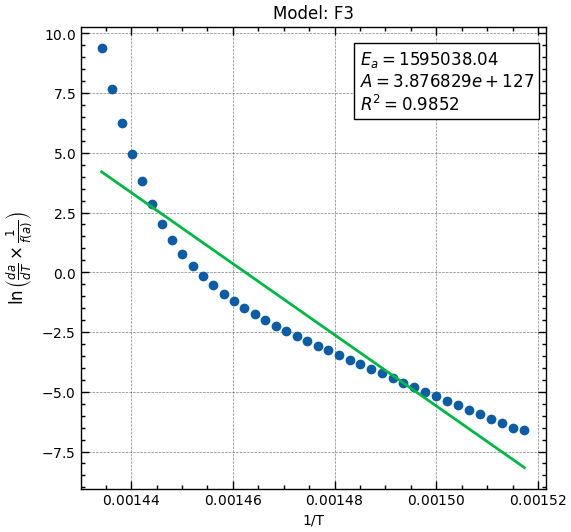 Model: F3
10.0
7.5
5.0
2.5
0.0
−2.5
−5.0
−7.5
ln (da/dT × 1/f(a))
E_a = 1595038.04
A = 3.876829e + 127
R² = 0.9852
0.00144 0.00146 0.00148 0.00150 0.00152
1/T